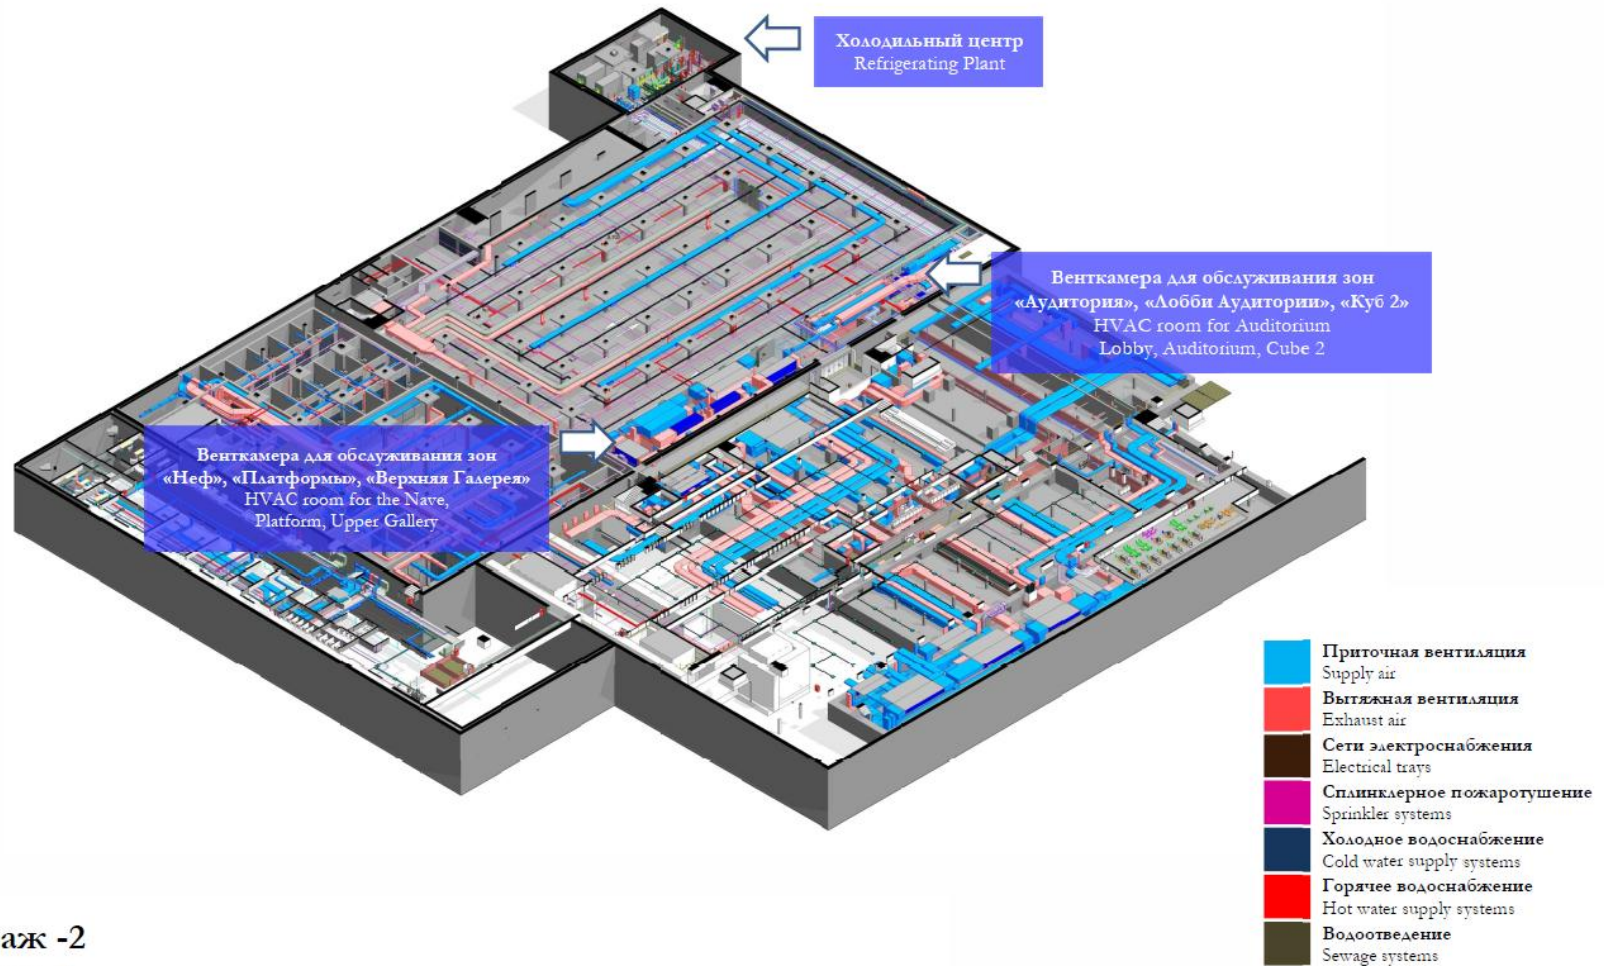 Холодильный центр
Refrigerating Plant
Венткамера для обслуживания зон
«Аудитория», «Лобби Аудитории», «Куб 2»
HVAC room for Auditorium
Lobby, Auditorium, Cube 2
Венткамера для обслуживания зон
«Неф», «Платформы», «Верхняя Галерея»
HVAC room for the Nave,
Platform, Upper Gallery
Приточная вентиляция
Supply air
Вытяжная вентиляция
Exhaust air
Сети электроснабжения
Electrical trays
Сплинклерное пожаротушение
Sprinkler systems
Холодное водоснабжение
Cold water supply systems
Горячее водоснабжение
Hot water supply systems
Водоотведение
Sewage systems
аж -2